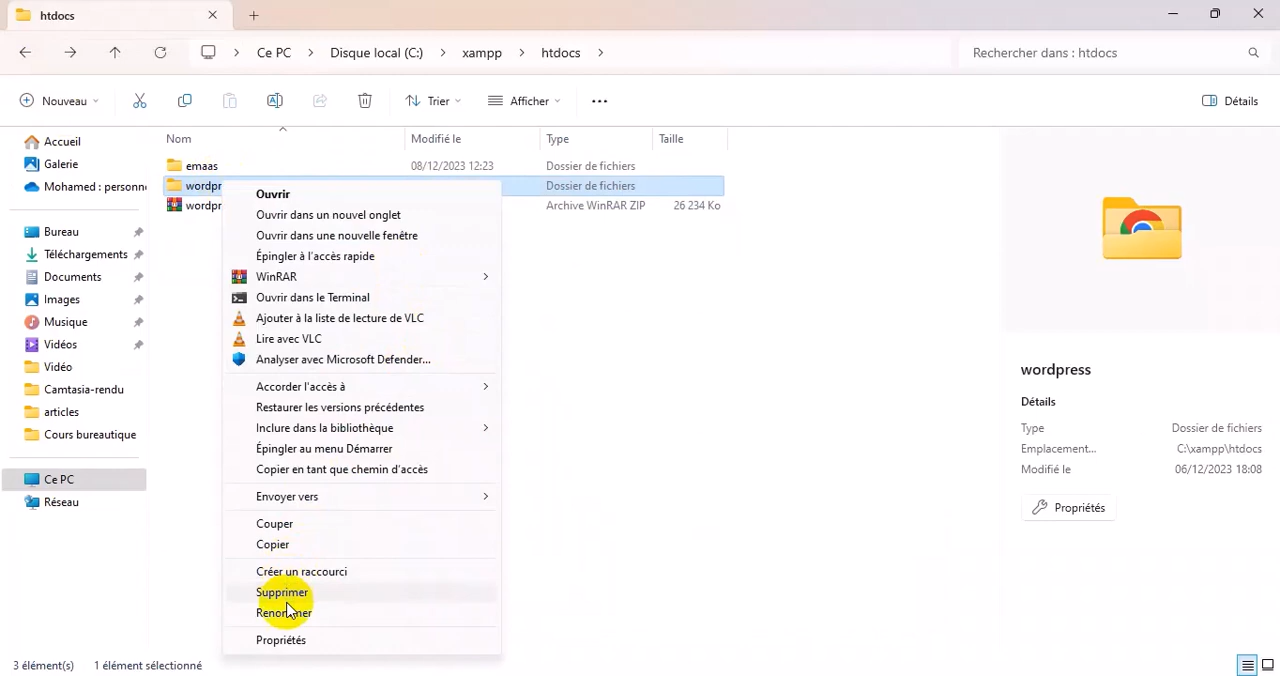 htdocs
Ce PC > Disque local (C:) > xampp > htdocs >
Rechercher dans : htdocs
Nouveau
Trier
Afficher
Détails
Nom
Modifié le
Type
Taille
emaas
08/12/2023 12:23
Dossier de fichiers
Dossier de fichiers
Archive WinRAR ZIP
26 234 Ko
Accueil
Galerie
Mohamed : personn
Bureau
Téléchargements
Documents
Images
Musique
Vidéos
Vidéo
Camtasia-rendu
articles
Cours bureautique
Ce PC
Réseau
Ouvrir
Ouvrir dans un nouvel onglet
Ouvrir dans une nouvelle fenêtre
Épingler à l'accès rapide
WinRAR
Ouvrir dans le Terminal
Ajouter à la liste de lecture de VLC
Lire avec VLC
Analyser avec Microsoft Defender...
Accorder l'accès à
Restaurer les versions précédentes
Inclure dans la bibliothèque
Épingler au menu Démarrer
Copier en tant que chemin d'accès
Envoyer vers
Couper
Copier
Créer un raccourci
Supprimer
Renommer
Propriétés
wordpress
Détails
Type
Dossier de fichiers
Emplacement...
C:\xampp\htdocs
Modifié le
06/12/2023 18:08
Propriétés
3 élément(s)
1 élément sélectionné